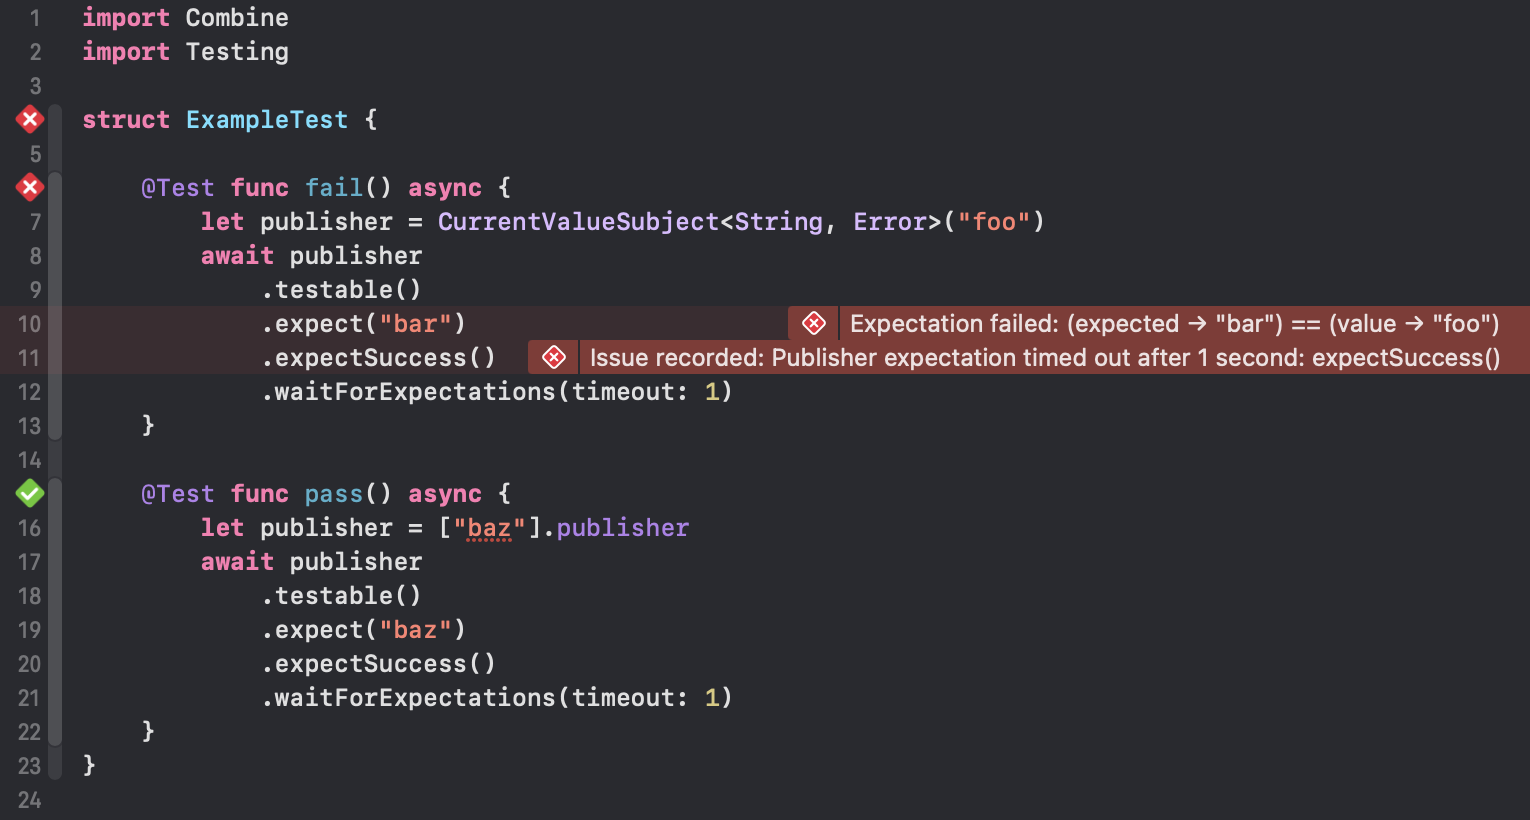 1 import Combine
2 import Testing
3
struct ExampleTest {
5
@Test func fail() async {
7 let publisher = CurrentValueSubject<String, Error>("foo")
8 await publisher
9 .testable()
10 .expect("bar") Expectation failed: (expected → "bar") == (value → "foo")
11 .expectSuccess() Issue recorded: Publisher expectation timed out after 1 second: expectSuccess()
12 .waitForExpectations(timeout: 1)
13 }
14
@Test func pass() async {
16 let publisher = ["baz"].publisher
17 await publisher
18 .testable()
19 .expect("baz")
20 .expectSuccess()
21 .waitForExpectations(timeout: 1)
22 }
23 }
24